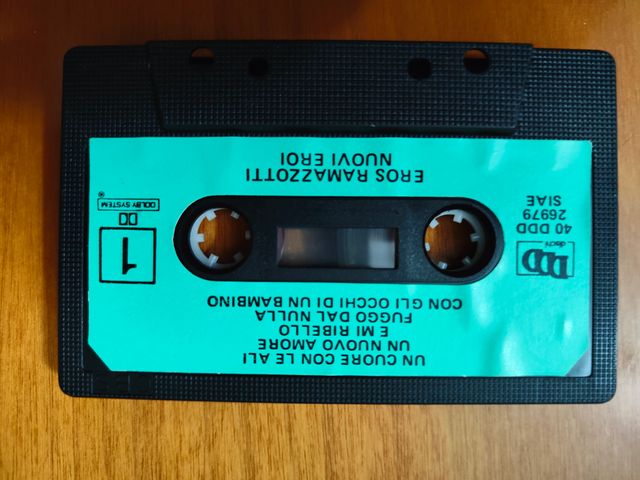 UN CUORE CON LE ALI
UN NUOVO AMORE
E MI RIBELLO
FUGGO DAL NULLA
CON GLI OCCHI DI UN BAMBINO
DDD
dischi
40 DDD
26979
SIAE
1
DOLBY SYSTEM
EROS RAMAZZOTTI
NUOVI EROI